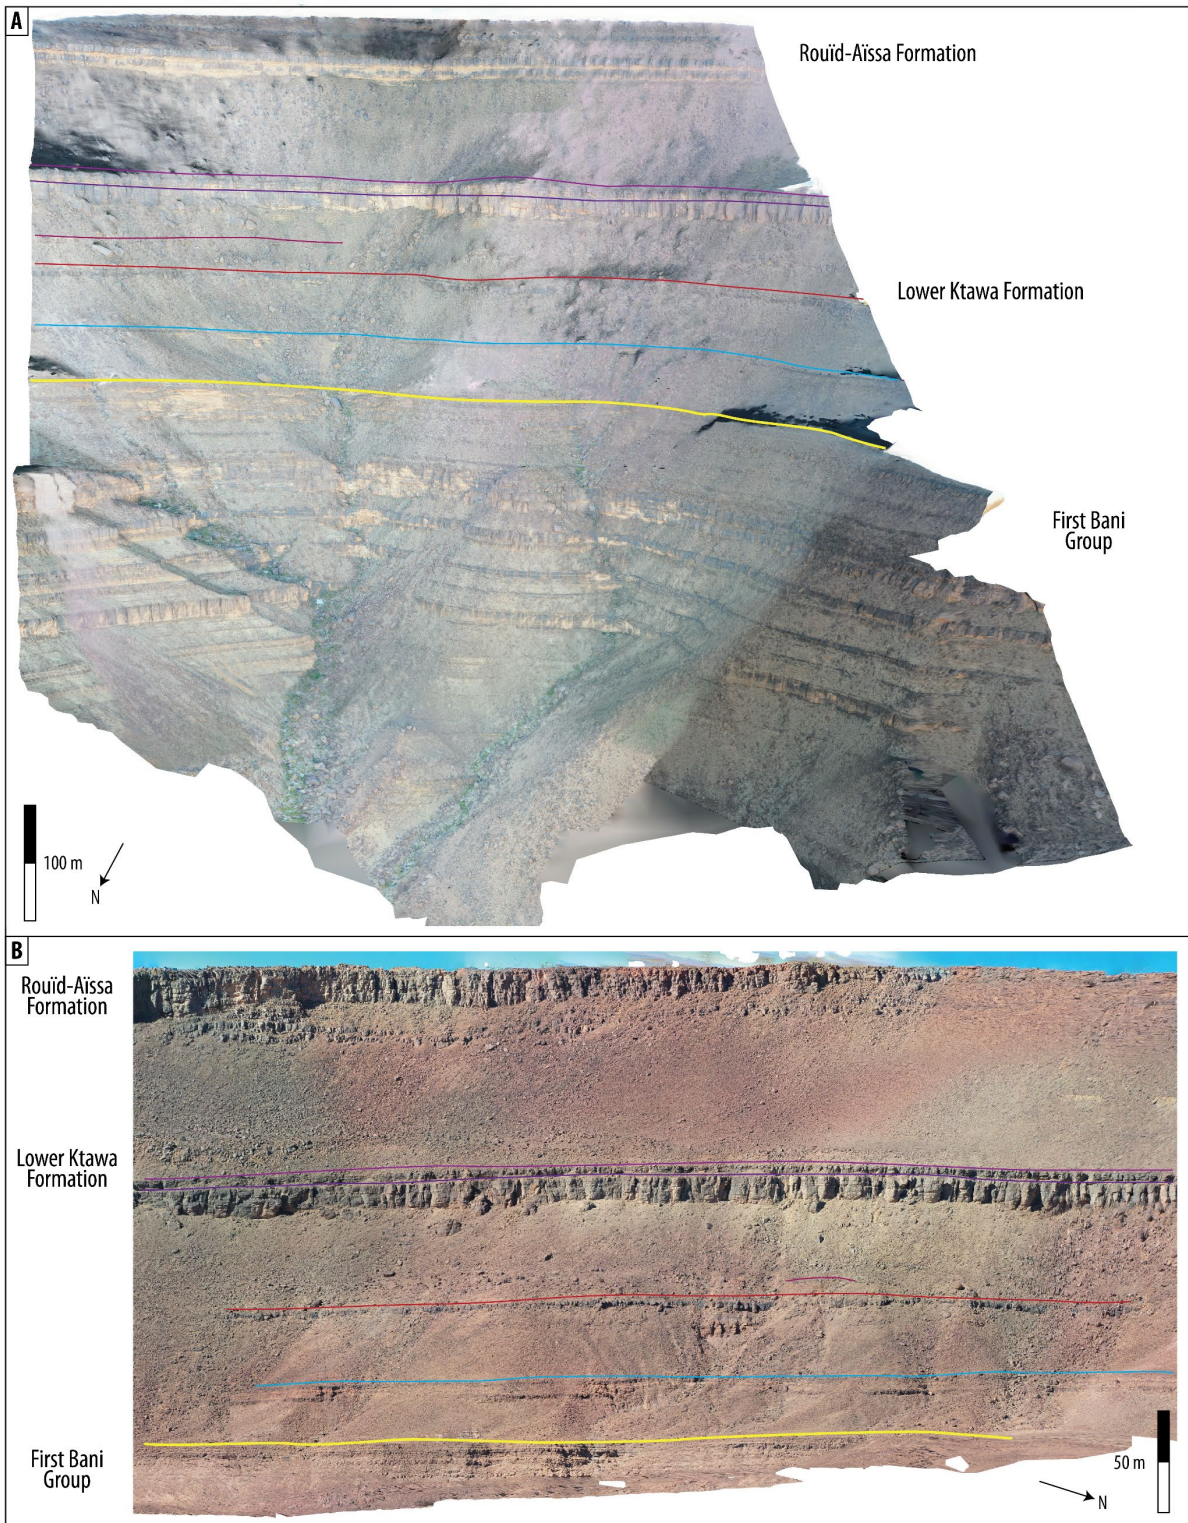 A
Rouïd-Aïssa Formation
Lower Ktawa Formation
First Bani
Group
100 m
N
B
Rouïd-Aïssa
Formation
Lower Ktawa
Formation
First Bani
Group
50 m
N